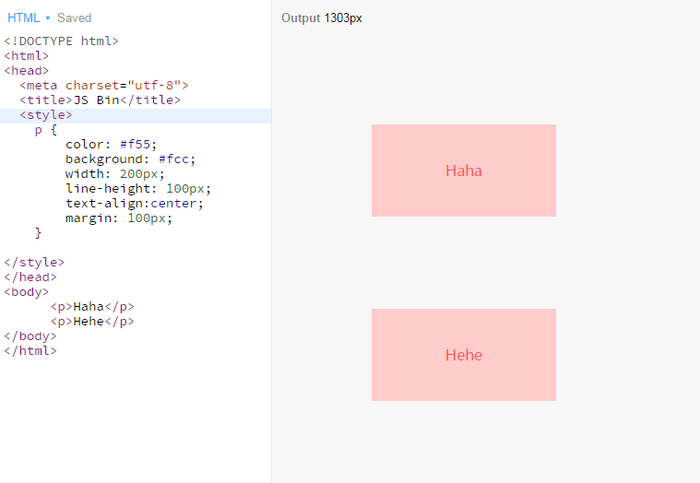 HTML ▾ Saved
<!DOCTYPE html>
<html>
<head>
  <meta charset="utf-8">
  <title>JS Bin</title>
  <style>
    p {
        color: #f55;
        background: #fcc;
        width: 200px;
        line-height: 100px;
        text-align:center;
        margin: 100px;
    }

</style>
</head>
<body>
      <p>Haha</p>
      <p>Hehe</p>
</body>
</html>
Output 1303px
Haha
Hehe